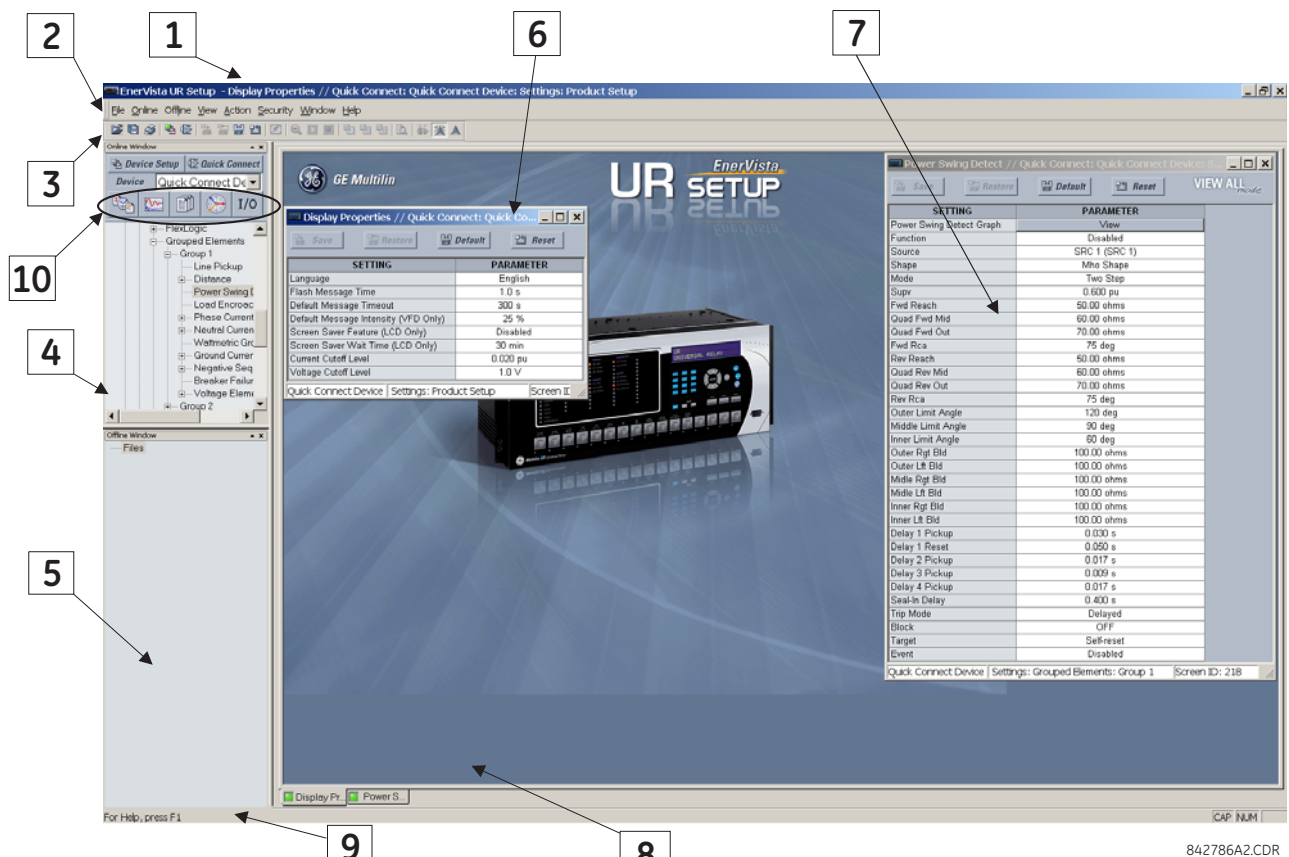 2
1
6
7
EnerVista UR Setup - Display Properties // Quick Connect: Quick Connect Device: Settings: Product Setup
File Online Offline View Action Security Window Help
3
Online Window
Device Setup Quick Connect
Device Quick Connect De
I/O
10
FlexLogic
Grouped Elements
Group 1
Line Pickup
Distance
Power Swing D
Load Encroac
Phase Current
Neutral Curren
Wattmetric Gro
Ground Currer
Negative Seq
Breaker Failur
Voltage Eleme
Group 2
4
Offline Window
Files
5
GE Multilin
EnerVista
UR SETUP
Display Properties // Quick Connect: Quick Co...
Save Restore Default Reset
SETTING PARAMETER
Language English
Flash Message Time 1.0 s
Default Message Timeout 300 s
Default Message Intensity (VFD Only) 25 %
Screen Saver Feature (LCD Only) Disabled
Screen Saver Wait Time (LCD Only) 30 min
Current Cutoff Level 0.020 pu
Voltage Cutoff Level 1.0 V
Quick Connect Device Settings: Product Setup Screen ID
UR
UNIVERSAL RELAY
Power Swing Detect // Quick Connect: Quick Connect Device: S...
Save Restore Default Reset VIEW ALL mode
SETTING PARAMETER
Power Swing Detect Graph View
Function Disabled
Source SRC 1 (SRC 1)
Shape Mho Shape
Mode Two Step
Supv 0.600 pu
Fwd Reach 50.00 ohms
Quad Fwd Mid 60.00 ohms
Quad Fwd Out 70.00 ohms
Fwd Rca 75 deg
Rev Reach 50.00 ohms
Quad Rev Mid 60.00 ohms
Quad Rev Out 70.00 ohms
Rev Rca 75 deg
Outer Limit Angle 120 deg
Middle Limit Angle 90 deg
Inner Limit Angle 60 deg
Outer Rgt Bld 100.00 ohms
Outer Lft Bld 100.00 ohms
Midle Rgt Bld 100.00 ohms
Midle Lft Bld 100.00 ohms
Inner Rgt Bld 100.00 ohms
Inner Lft Bld 100.00 ohms
Delay 1 Pickup 0.030 s
Delay 1 Reset 0.050 s
Delay 2 Pickup 0.017 s
Delay 3 Pickup 0.009 s
Delay 4 Pickup 0.017 s
Seal-In Delay 0.400 s
Trip Mode Delayed
Block OFF
Target Self-reset
Event Disabled
Quick Connect Device Settings: Grouped Elements: Group 1 Screen ID: 218
Display Pr... Power S...
For Help, press F1
CAP NUM
9
8
842786A2.CDR